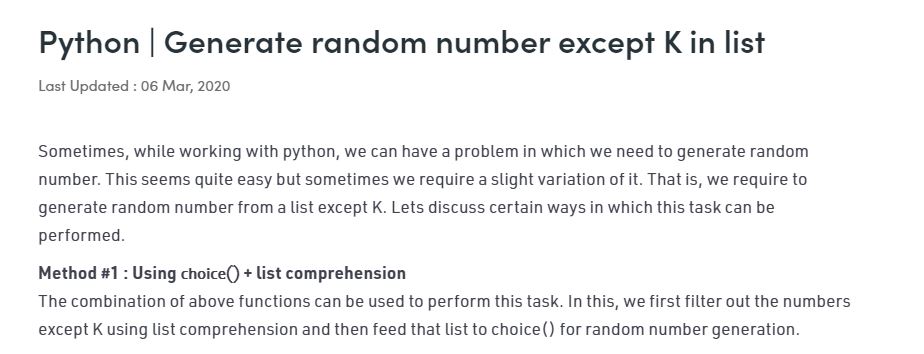 Python | Generate random number except K in list
Last Updated : 06 Mar, 2020
Sometimes, while working with python, we can have a problem in which we need to generate random
number. This seems quite easy but sometimes we require a slight variation of it. That is, we require to
generate random number from a list except K. Lets discuss certain ways in which this task can be
performed.
Method #1 : Using choice() + list comprehension
The combination of above functions can be used to perform this task. In this, we first filter out the numbers
except K using list comprehension and then feed that list to choice() for random number generation.